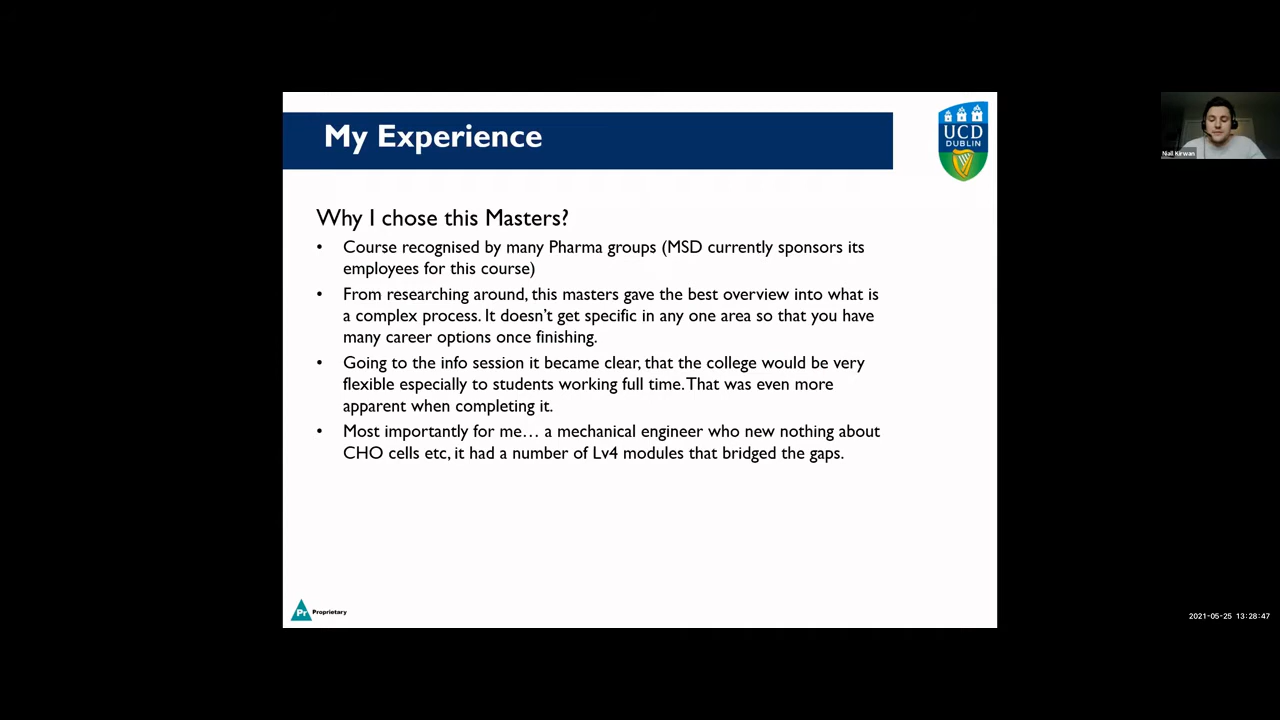 My Experience
UCD
DUBLIN
Niall Kirwan
Why I chose this Masters?
• Course recognised by many Pharma groups (MSD currently sponsors its
employees for this course)
• From researching around, this masters gave the best overview into what is
a complex process. It doesn’t get specific in any one area so that you have
many career options once finishing.
• Going to the info session it became clear, that the college would be very
flexible especially to students working full time. That was even more
apparent when completing it.
• Most importantly for me… a mechanical engineer who new nothing about
CHO cells etc, it had a number of Lv4 modules that bridged the gaps.
Pr Proprietary
2021-05-25 13:28:47